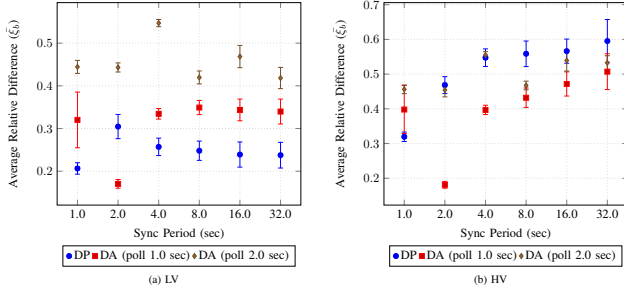 Average Relative Difference (ξ̄_b)
0.5
0.4
0.3
0.2
1.0 2.0 4.0 8.0 16.0 32.0
Sync Period (sec)
DP DA (poll 1.0 sec) DA (poll 2.0 sec)
(a) LV
Average Relative Difference (ξ̄_b)
0.7
0.6
0.5
0.4
0.3
0.2
1.0 2.0 4.0 8.0 16.0 32.0
Sync Period (sec)
DP DA (poll 1.0 sec) DA (poll 2.0 sec)
(b) HV